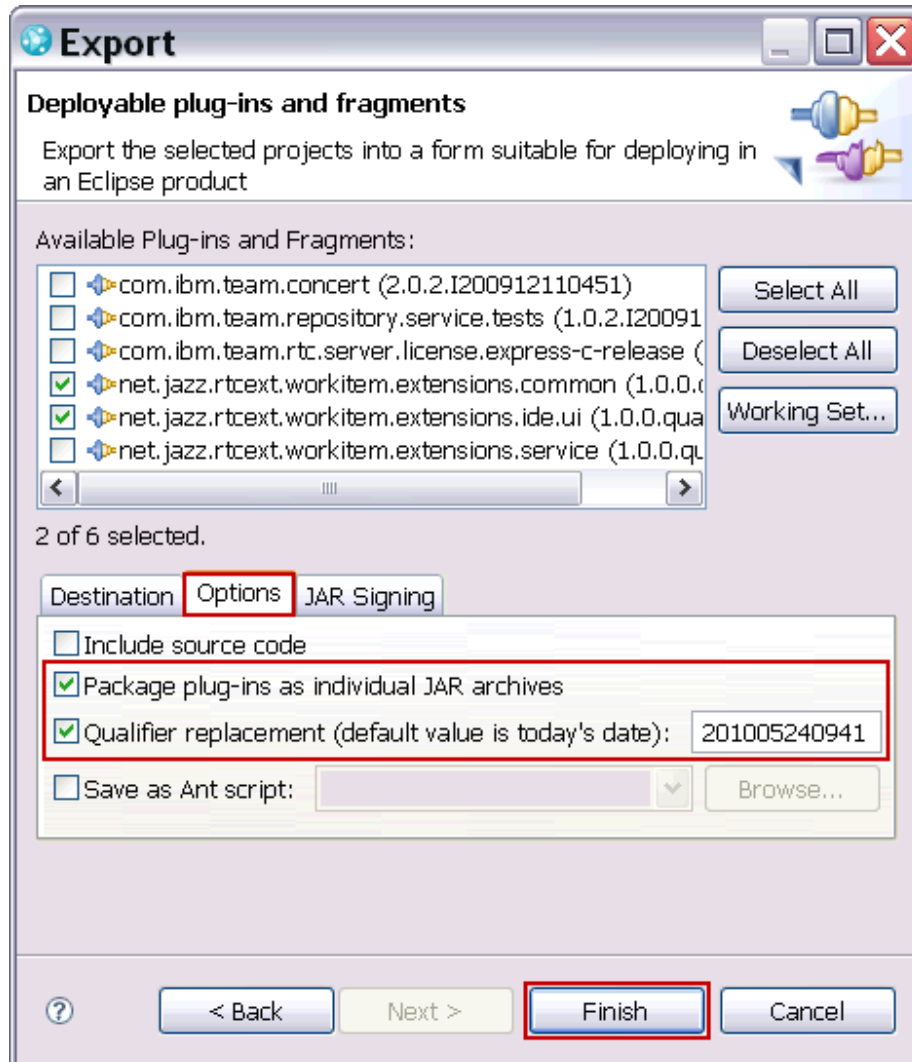 Export
Deployable plug-ins and fragments
Export the selected projects into a form suitable for deploying in
an Eclipse product
Available Plug-ins and Fragments:
com.ibm.team.concert (2.0.2.I200912110451)
com.ibm.team.repository.service.tests (1.0.2.I20091
com.ibm.team.rtc.server.license.express-c-release (
net.jazz.rtcext.workitem.extensions.common (1.0.0.
net.jazz.rtcext.workitem.extensions.ide.ui (1.0.0.qua
net.jazz.rtcext.workitem.extensions.service (1.0.0.qu
Select All
Deselect All
Working Set...
2 of 6 selected.
Destination Options JAR Signing
Include source code
Package plug-ins as individual JAR archives
Qualifier replacement (default value is today's date): 201005240941
Save as Ant script: Browse...
? < Back Next > Finish Cancel